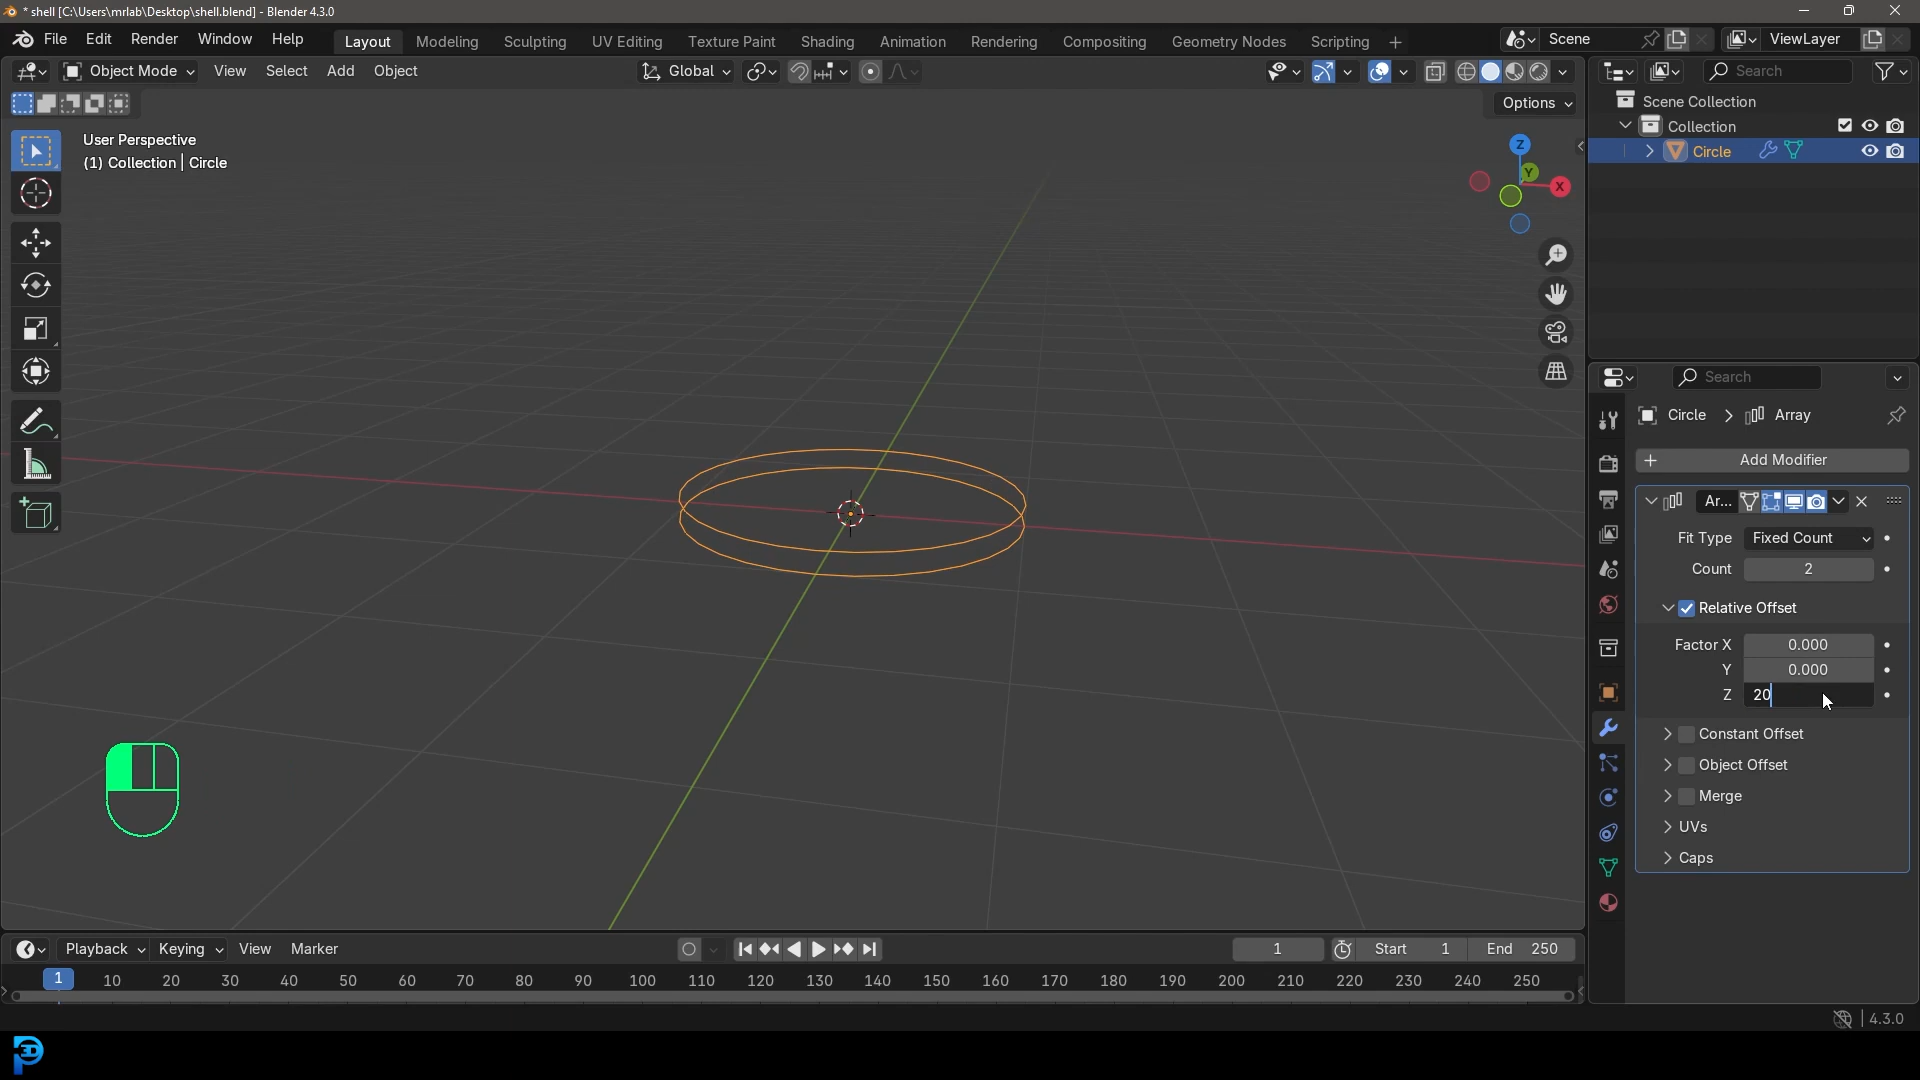 * shell [C:\Users\mrlab\Desktop\shell.blend] - Blender 4.3.0
File Edit Render Window Help Layout Modeling Sculpting UV Editing Texture Paint Shading Animation Rendering Compositing Geometry Nodes Scripting + Scene ViewLayer
Object Mode View Select Add Object Global Search
Options
User Perspective
(1) Collection | Circle
Z
Y
X
Scene Collection
Collection
Circle
Search
Circle > Array
+ Add Modifier
Ar...
Fit Type Fixed Count
Count 2
Relative Offset
Factor X 0.000
Y 0.000
Z 20
Constant Offset
Object Offset
Merge
UVs
Caps
Playback Keying View Marker 1 Start 1 End 250
1 10 20 30 40 50 60 70 80 90 100 110 120 130 140 150 160 170 180 190 200 210 220 230 240 250
4.3.0